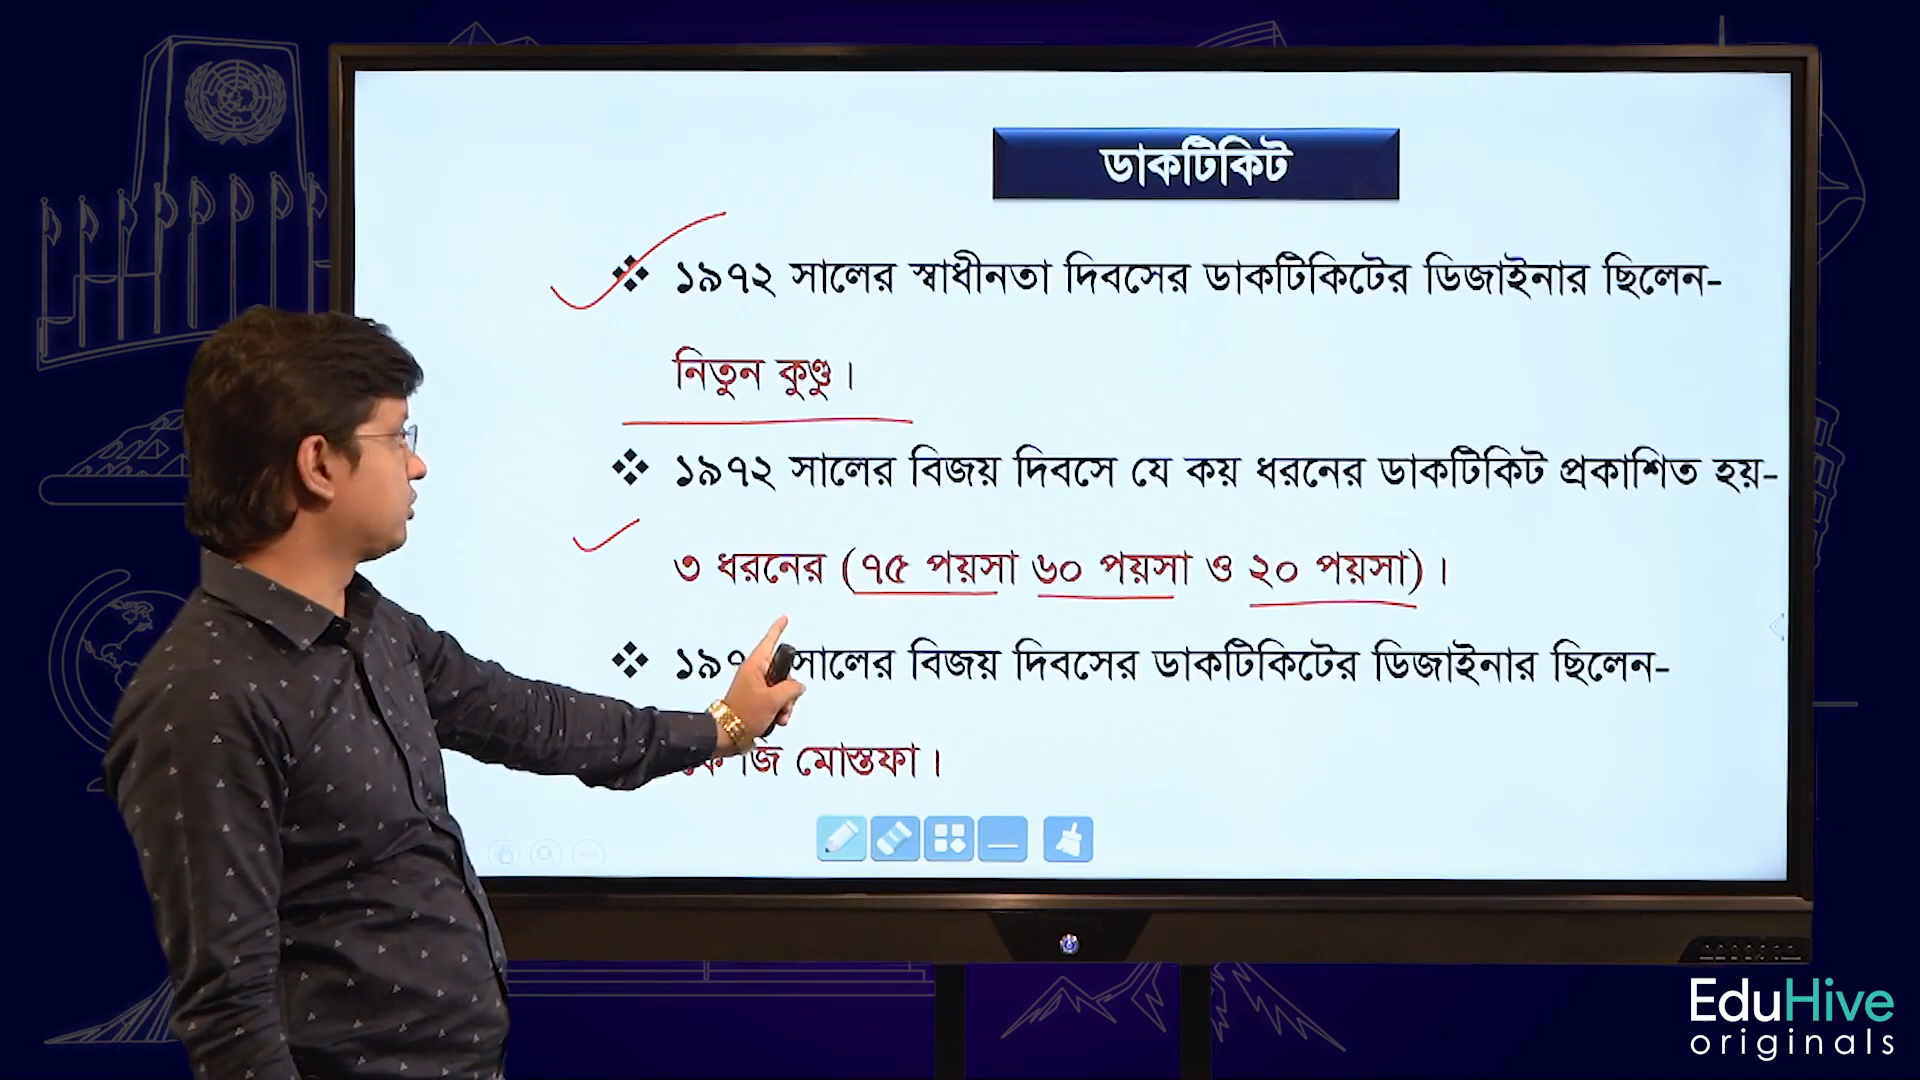 ডাকটিকিট
❖ ১৯৭২ সালের স্বাধীনতা দিবসের ডাকটিকিটের ডিজাইনার ছিলেন-
নিতুন কুণ্ডু।
❖ ১৯৭২ সালের বিজয় দিবসে যে কয় ধরনের ডাকটিকিট প্রকাশিত হয়-
৩ ধরনের (৭৫ পয়সা ৬০ পয়সা ও ২০ পয়সা)।
❖ সালের বিজয় দিবসের ডাকটিকিটের ডিজাইনার ছিলেন-
জি মোস্তফা।
EduHive
originals